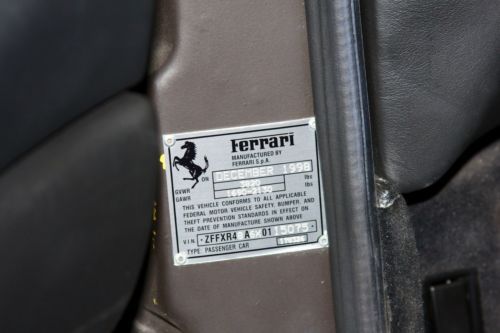 Ferrari
MANUFACTURED BY
FERRARI S.p.A.
ON DECEMBER 1998
GVWR lbs
GAWR lbs
THIS VEHICLE CONFORMS TO ALL APPLICABLE
FEDERAL MOTOR VEHICLE SAFETY, BUMPER, AND
THEFT PREVENTION STANDARDS IN EFFECT ON
THE DATE OF MANUFACTURE SHOWN ABOVE
V.I.N.
TYPE PASSENGER CAR